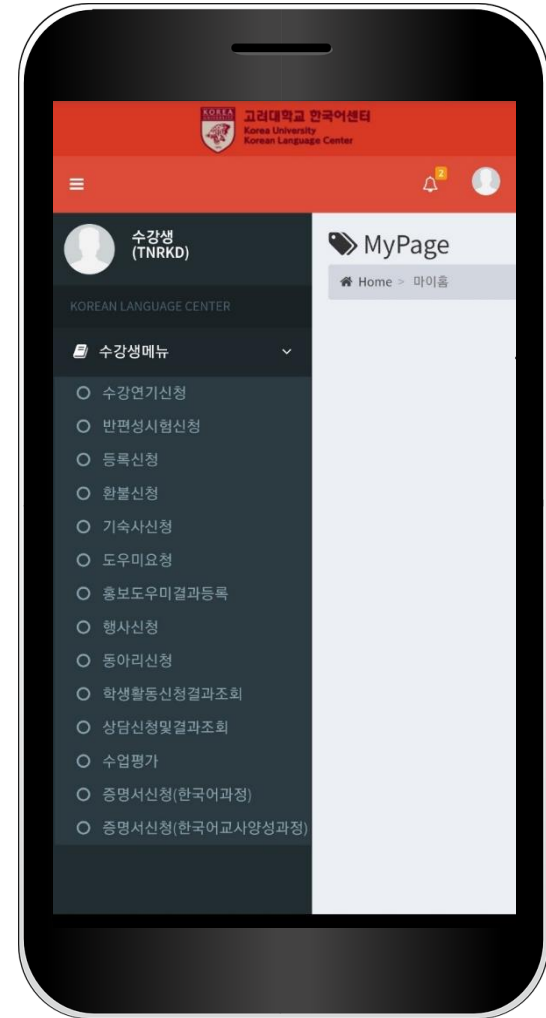 KOREA
고려대학교 한국어센터
Korea University
Korean Language Center
2
수강생
(TNRKD)
MyPage
Home > 마이홈
KOREAN LANGUAGE CENTER
수강생메뉴
수강연기신청
반편성시험신청
등록신청
환불신청
기숙사신청
도우미요청
홍보도우미결과등록
행사신청
동아리신청
학생활동신청결과조회
상담신청및결과조회
수업평가
증명서신청(한국어과정)
증명서신청(한국어교사양성과정)